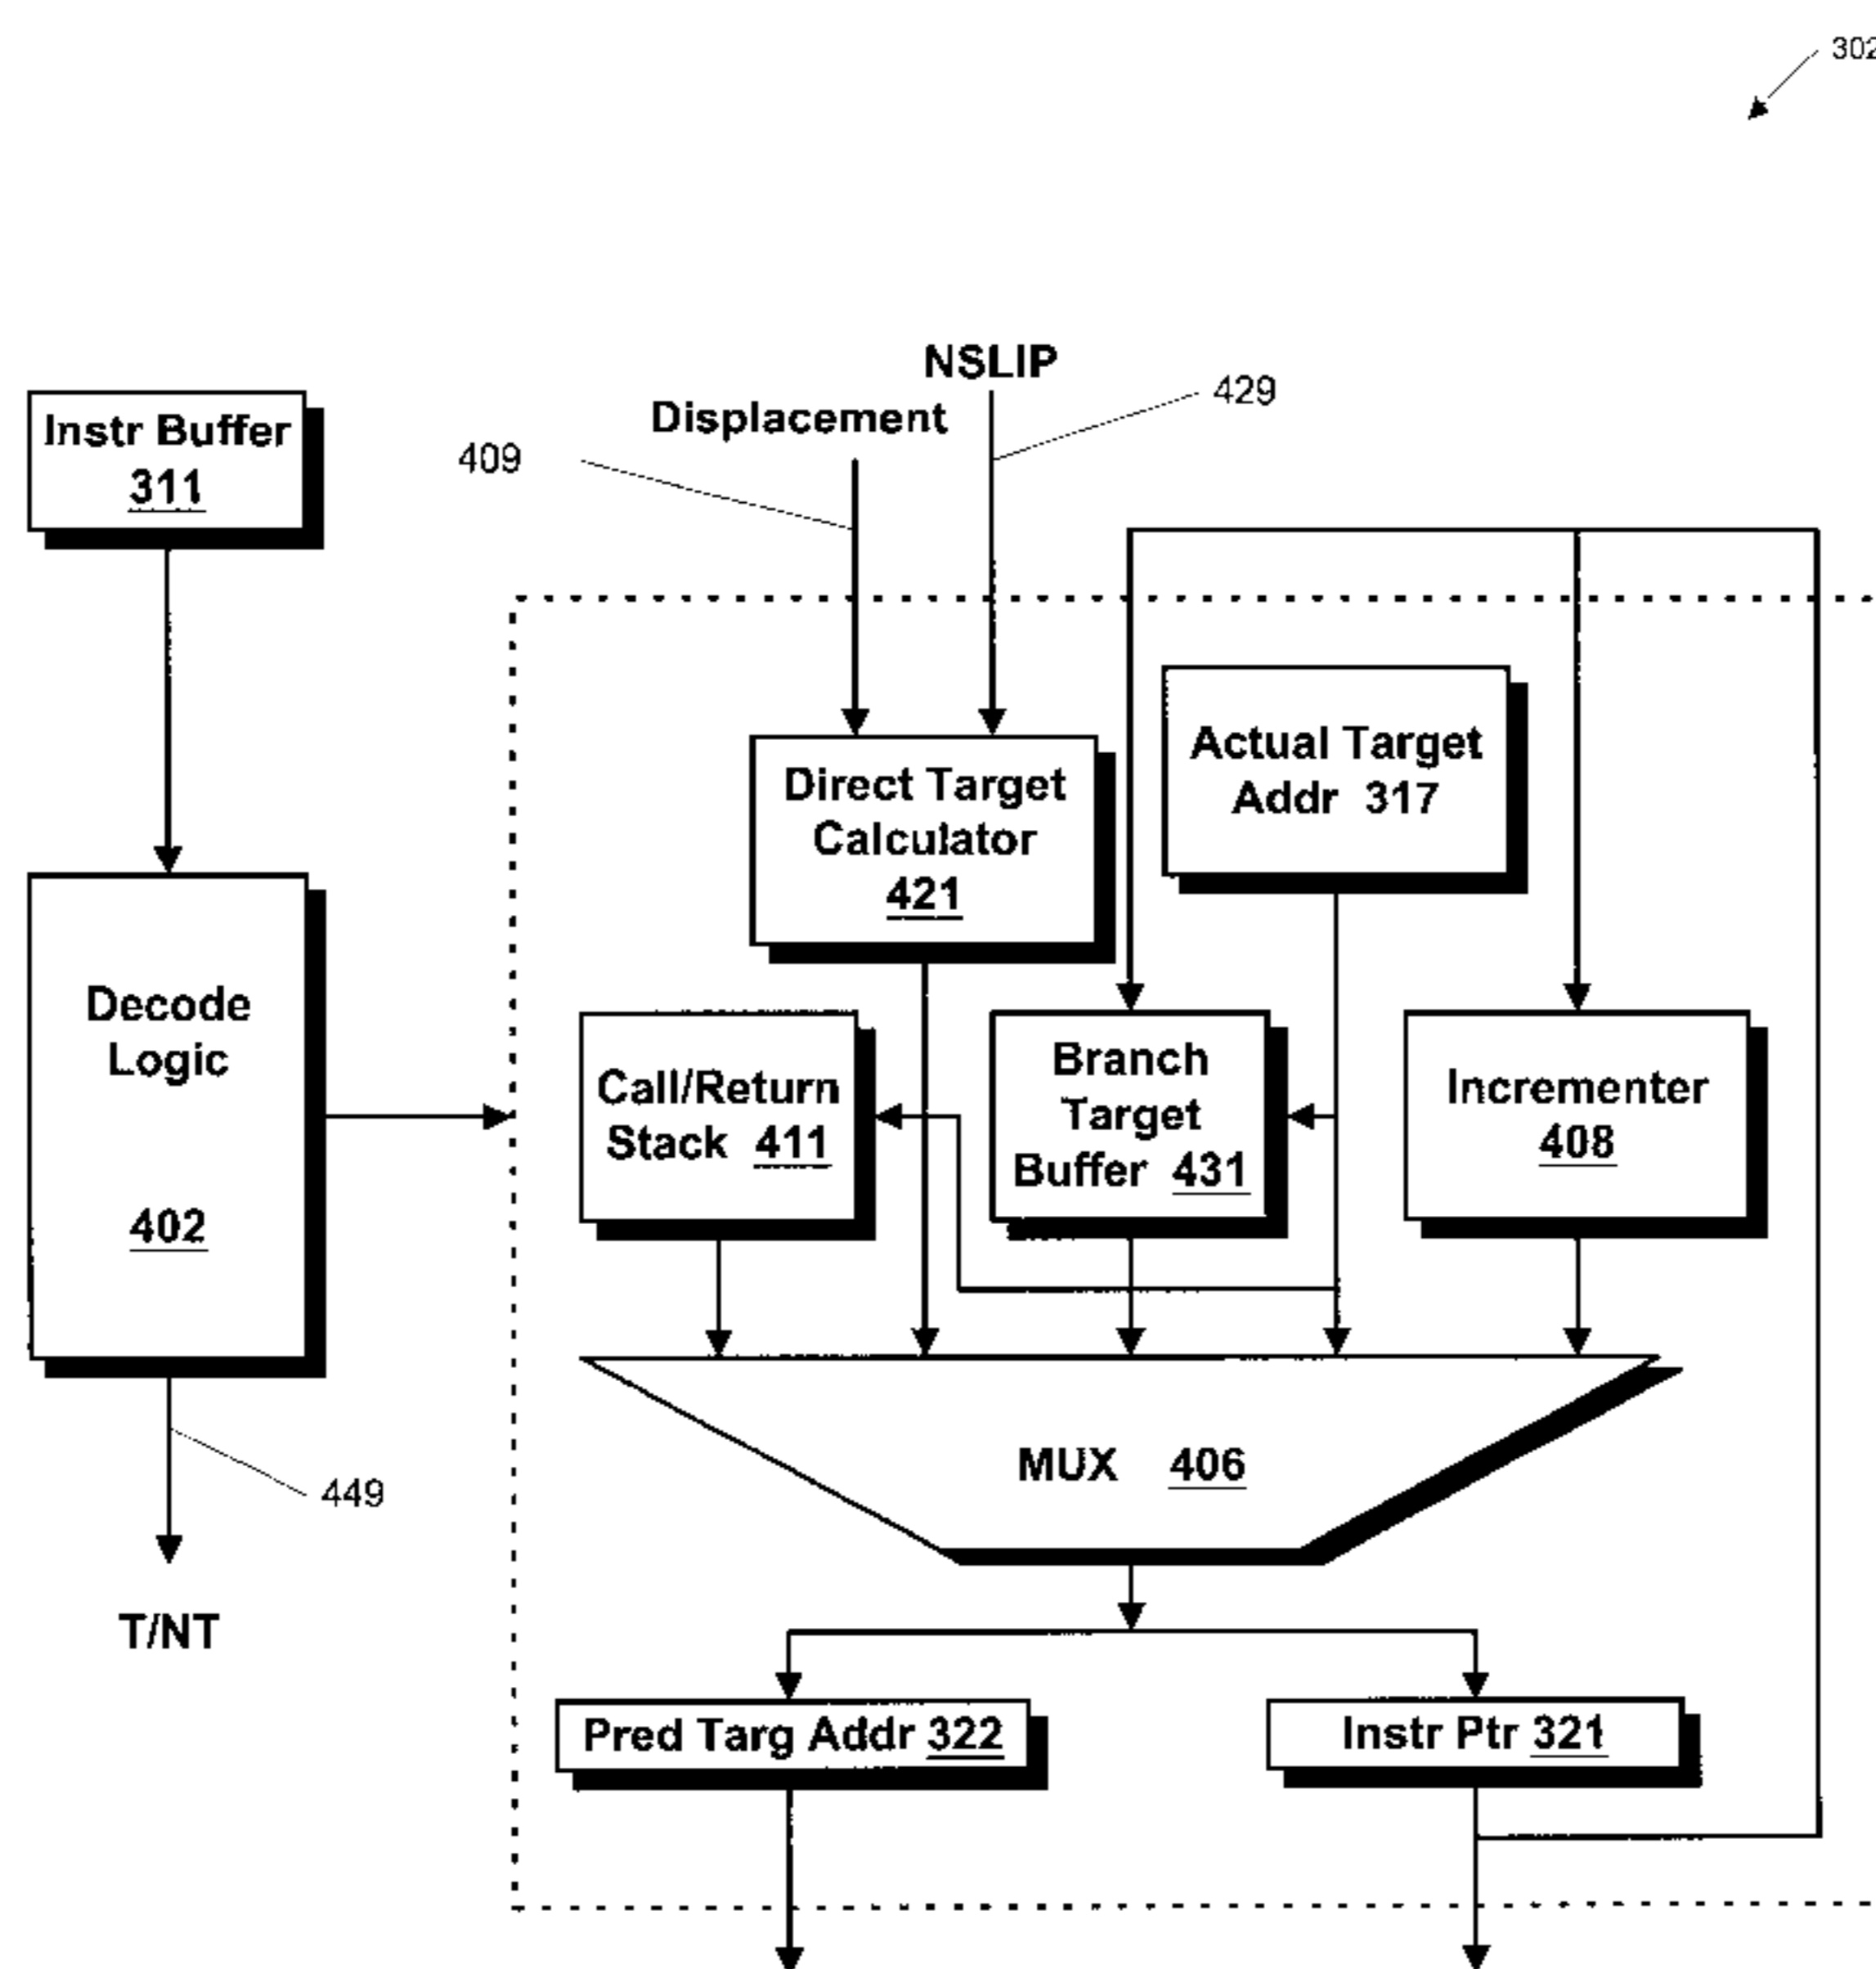 302
NSLIP
429
Displacement
409
Instr Buffer
311
Direct Target
Calculator
421
Actual Target
Addr 317
Decode
Logic
402
Call/Return
Stack 411
Branch
Target
Buffer 431
Incrementer
408
MUX 406
449
T/NT
Pred Targ Addr 322
Instr Ptr 321